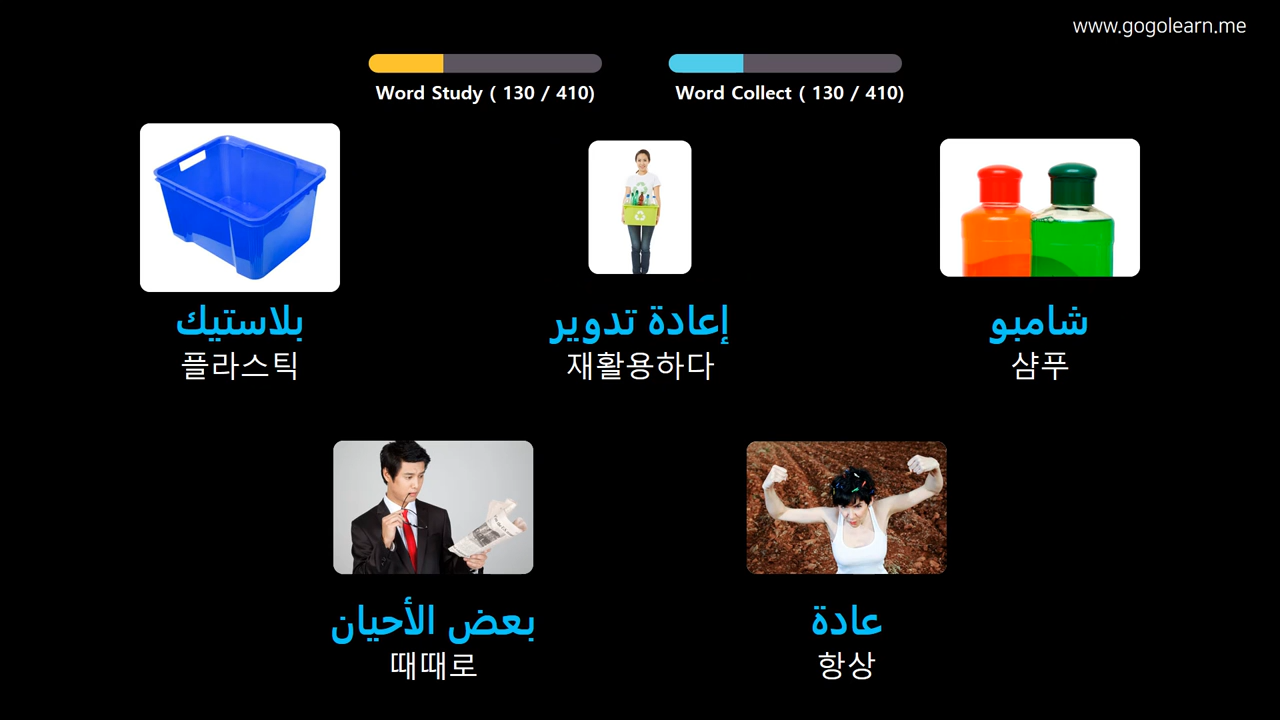 www.gogolearn.me
Word Study ( 130 / 410)
Word Collect ( 130 / 410)
بلاستيك
플라스틱
إعادة تدوير
재활용하다
شامبو
샴푸
بعض الأحيان
때때로
عادة
항상